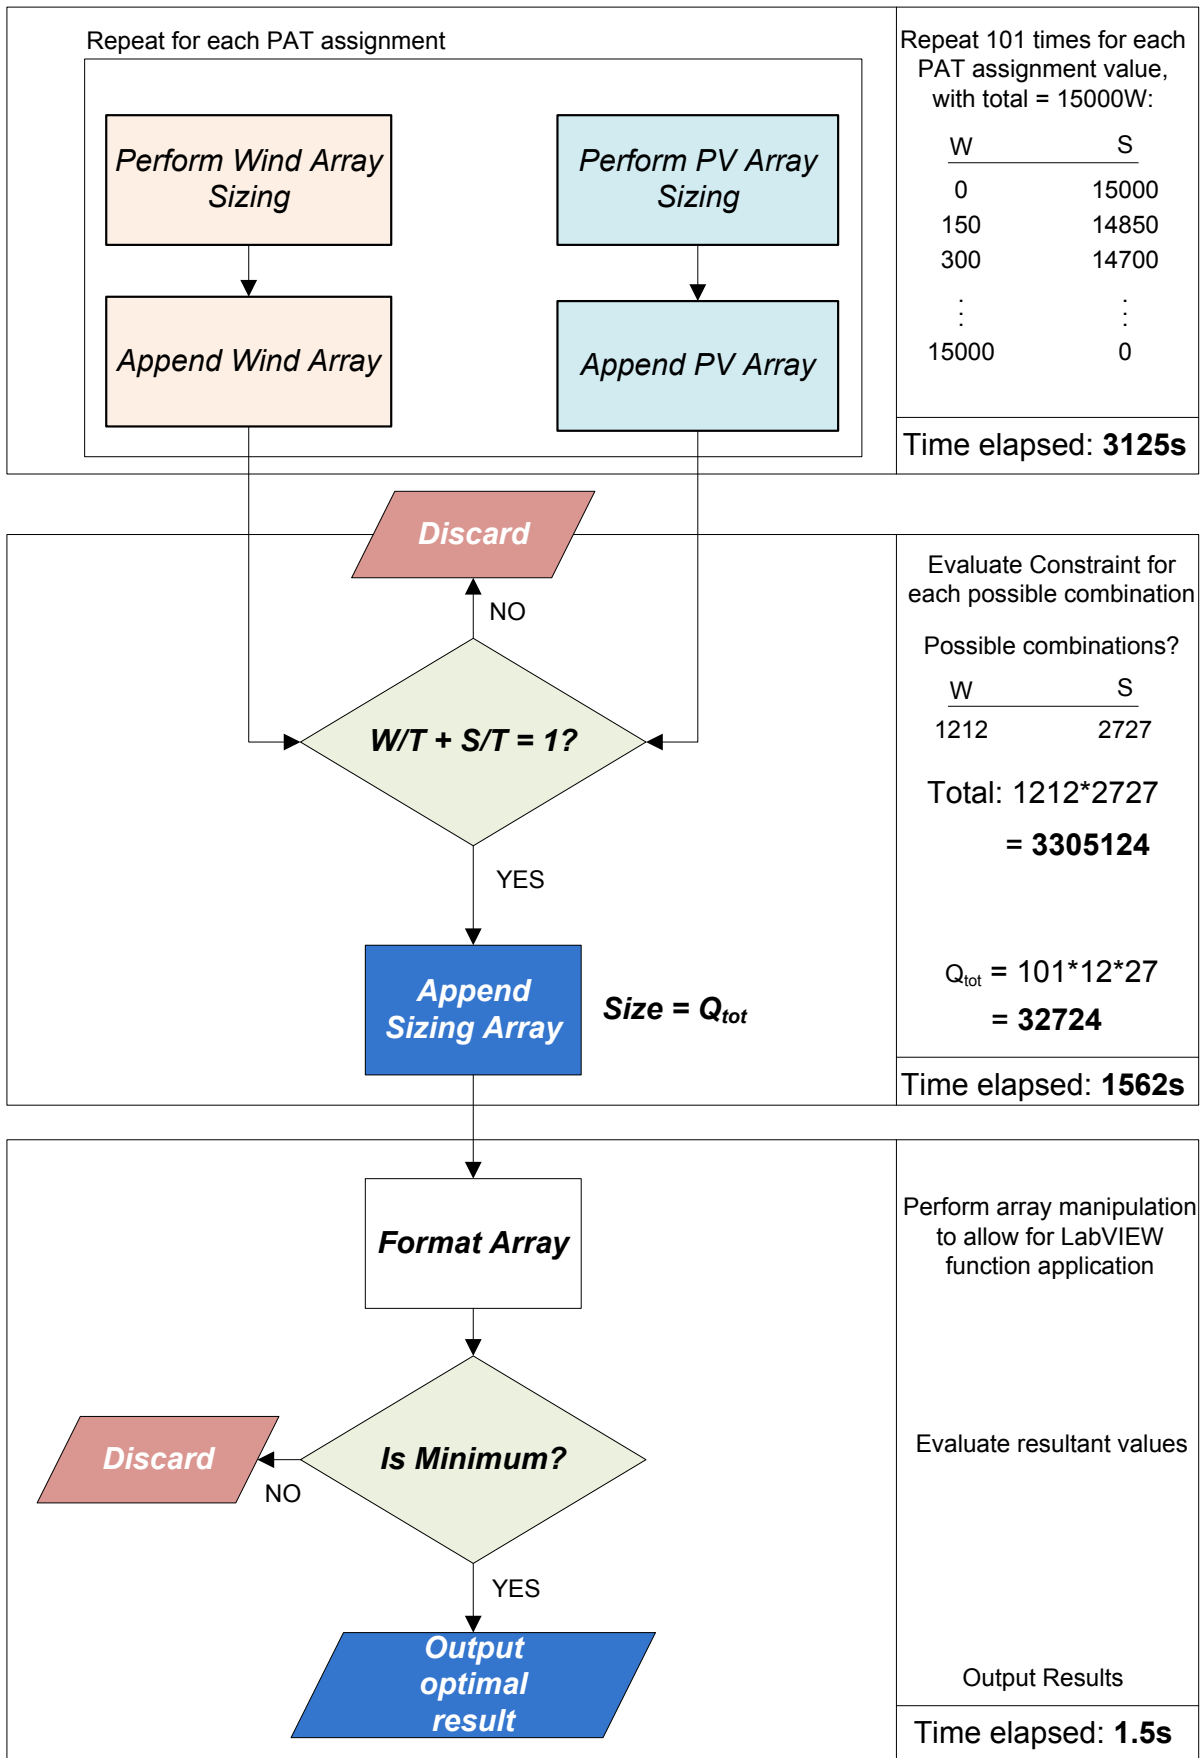 Repeat for each PAT assignment
Perform Wind Array
Sizing
Perform PV Array
Sizing
Append Wind Array
Append PV Array
Repeat 101 times for each
PAT assignment value,
with total = 15000W:
W S
0 15000
150 14850
300 14700
. .
. .
. .
15000 0
Time elapsed: 3125s
Discard
NO
W/T + S/T = 1?
YES
Append
Sizing Array
Size = Qtot
Evaluate Constraint for
each possible combination
Possible combinations?
W S
1212 2727
Total: 1212*2727
= 3305124
Qtot = 101*12*27
= 32724
Time elapsed: 1562s
Format Array
Is Minimum?
Discard
NO
YES
Output
optimal
result
Perform array manipulation
to allow for LabVIEW
function application
Evaluate resultant values
Output Results
Time elapsed: 1.5s